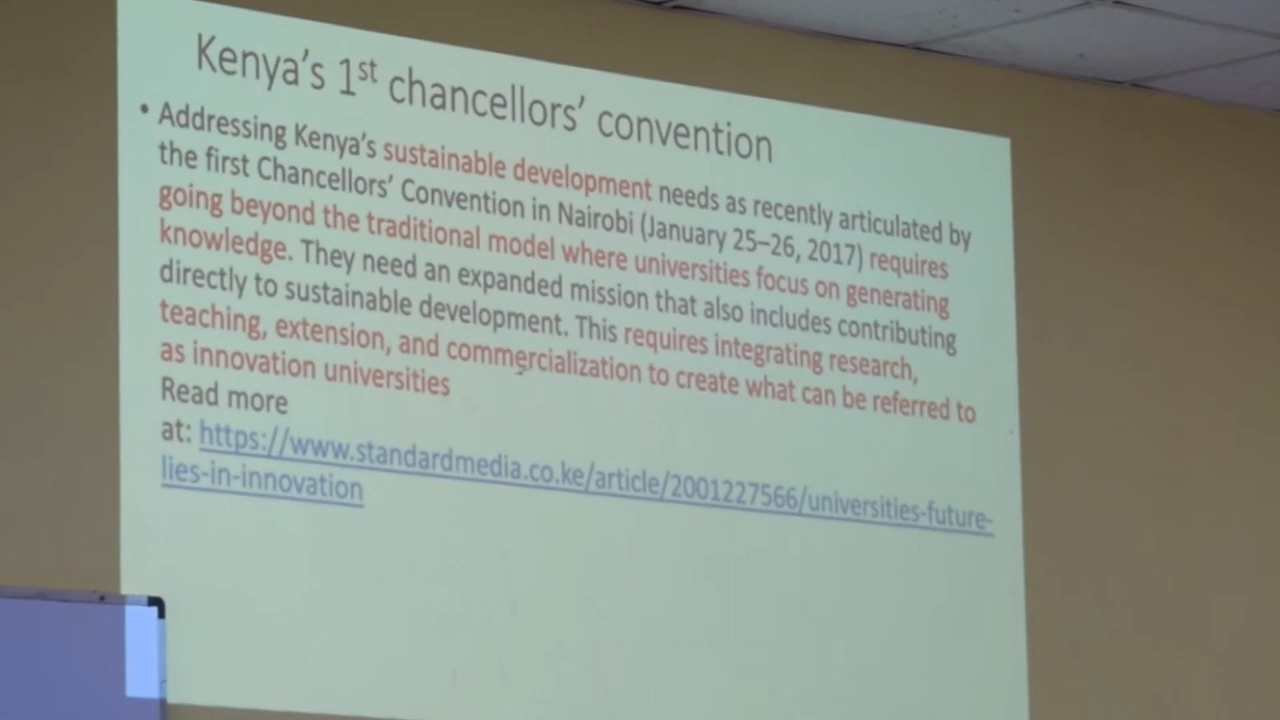 Kenya's 1st chancellors' convention
• Addressing Kenya's sustainable development needs as recently articulated by
the first Chancellors' Convention in Nairobi (January 25–26, 2017) requires
going beyond the traditional model where universities focus on generating
knowledge. They need an expanded mission that also includes contributing
directly to sustainable development. This requires integrating research,
teaching, extension, and commercialization to create what can be referred to
as innovation universities
Read more
at: https://www.standardmedia.co.ke/article/2001227566/universities-future-
lies-in-innovation